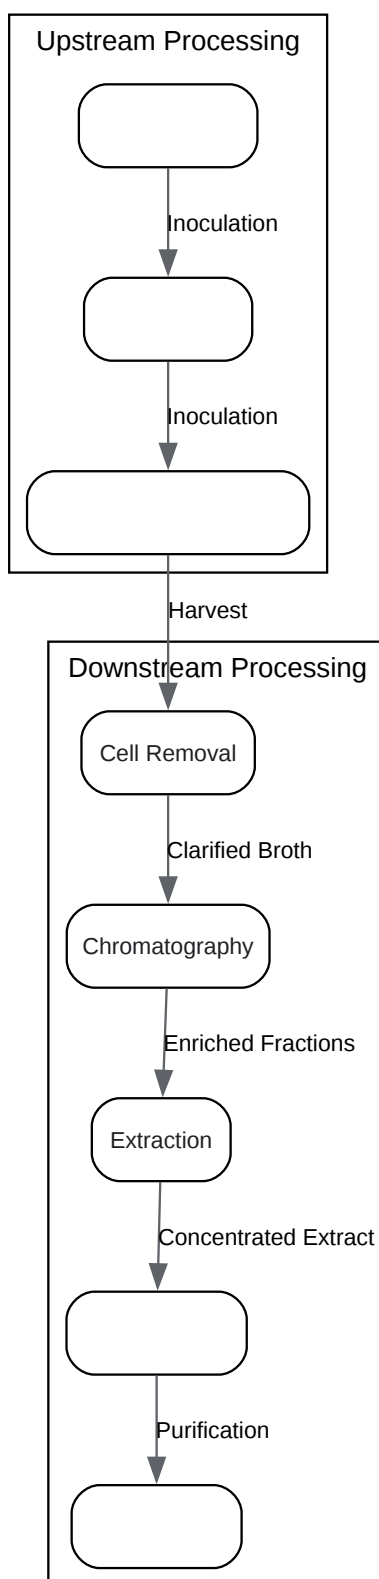 Upstream Processing
Inoculation
Inoculation
Harvest
Downstream Processing
Cell Removal
Clarified Broth
Chromatography
Enriched Fractions
Extraction
Concentrated Extract
Purification